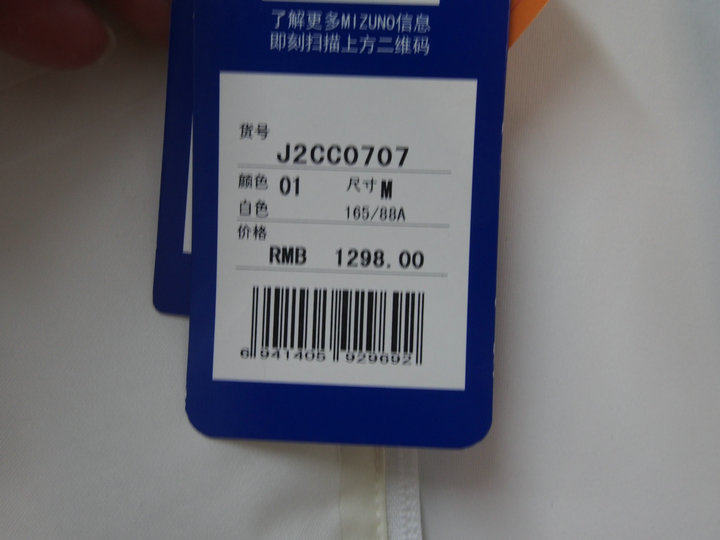 了解更多MIZUNO信息
即刻扫描上方二维码
货号
J2CC0707
颜色 01 尺寸 M
白色 165/88A
价格
RMB 1298.00
6 941405 929692